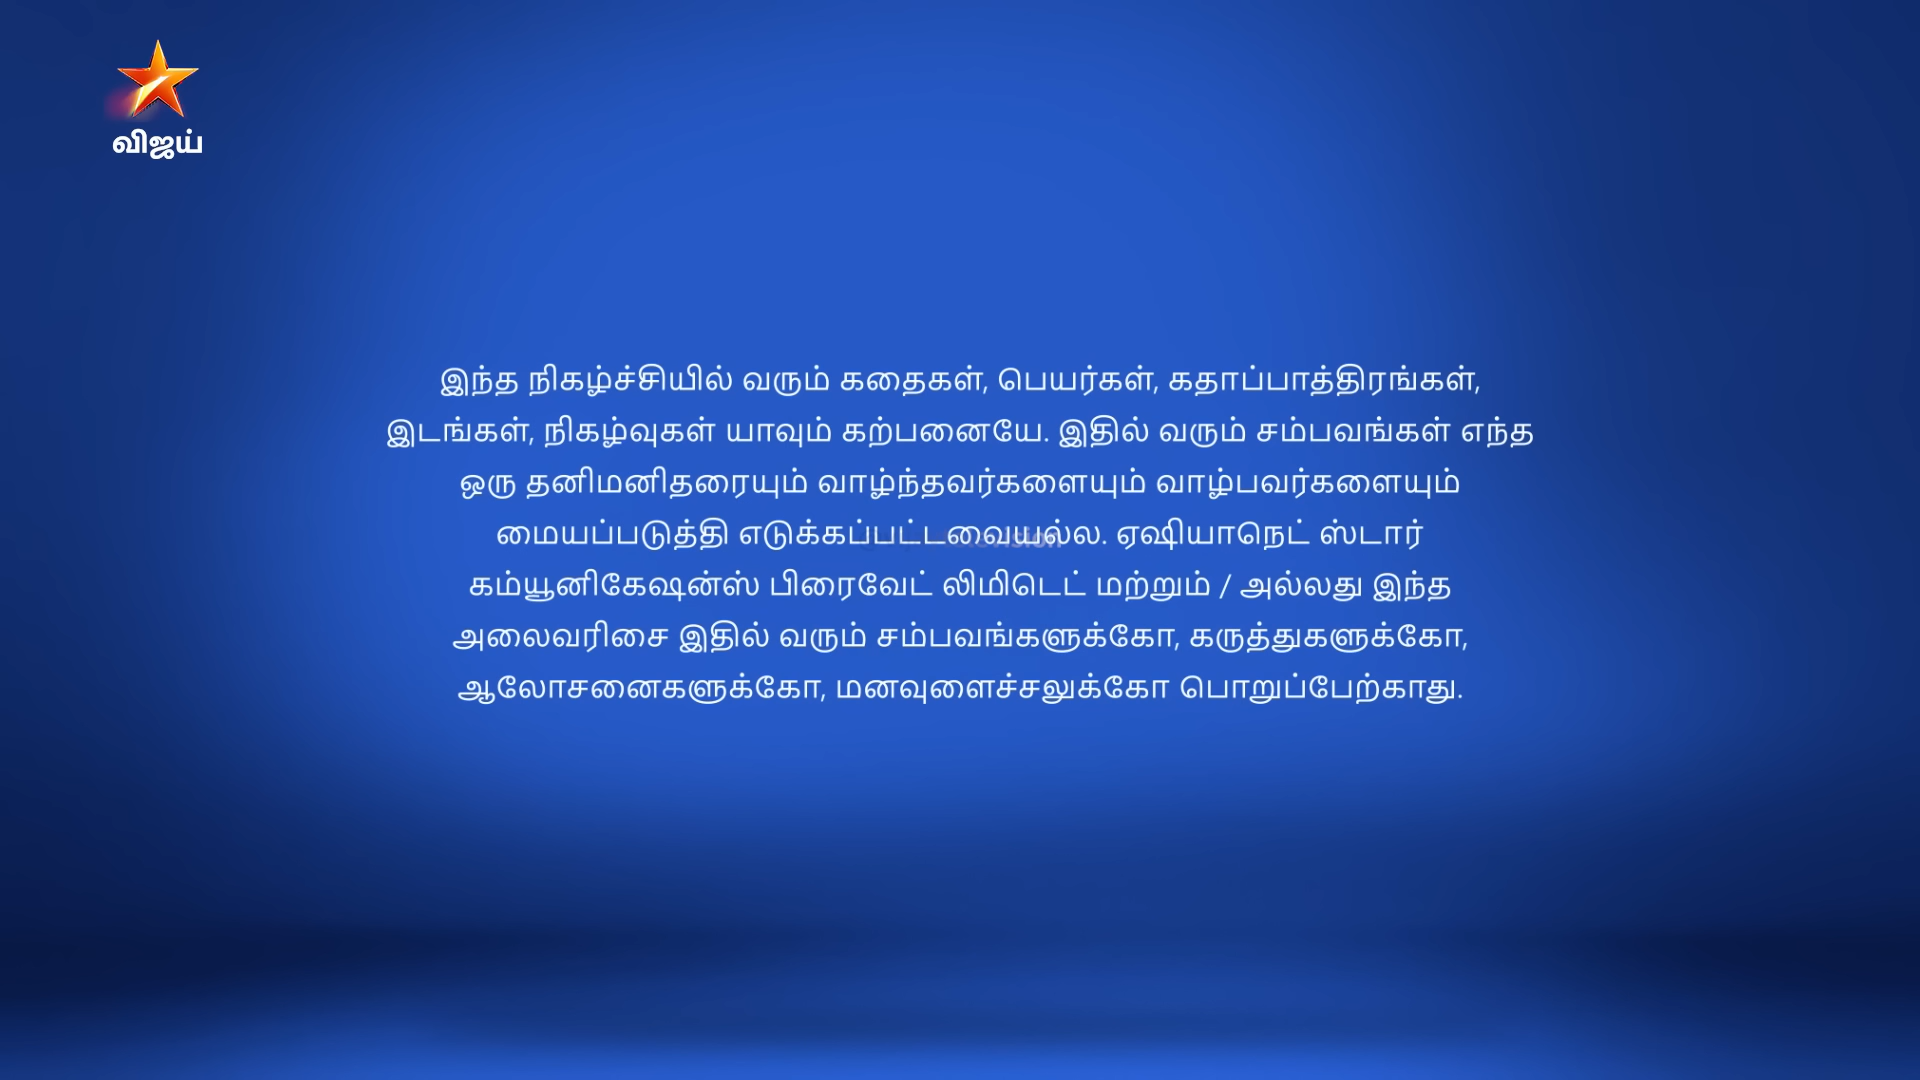 விஜய்
இந்த நிகழ்ச்சியில் வரும் கதைகள், பெயர்கள், கதாப்பாத்திரங்கள்,
இடங்கள், நிகழ்வுகள் யாவும் கற்பனையே. இதில் வரும் சம்பவங்கள் எந்த
ஒரு தனிமனிதரையும் வாழ்ந்தவர்களையும் வாழ்பவர்களையும்
மையப்படுத்தி எடுக்கப்பட்டவையல்ல. ஏஷியாநெட் ஸ்டார்
கம்யூனிகேஷன்ஸ் பிரைவேட் லிமிடெட் மற்றும் / அல்லது இந்த
அலைவரிசை இதில் வரும் சம்பவங்களுக்கோ, கருத்துகளுக்கோ,
ஆலோசனைகளுக்கோ, மனவுளைச்சலுக்கோ பொறுப்பேற்காது.